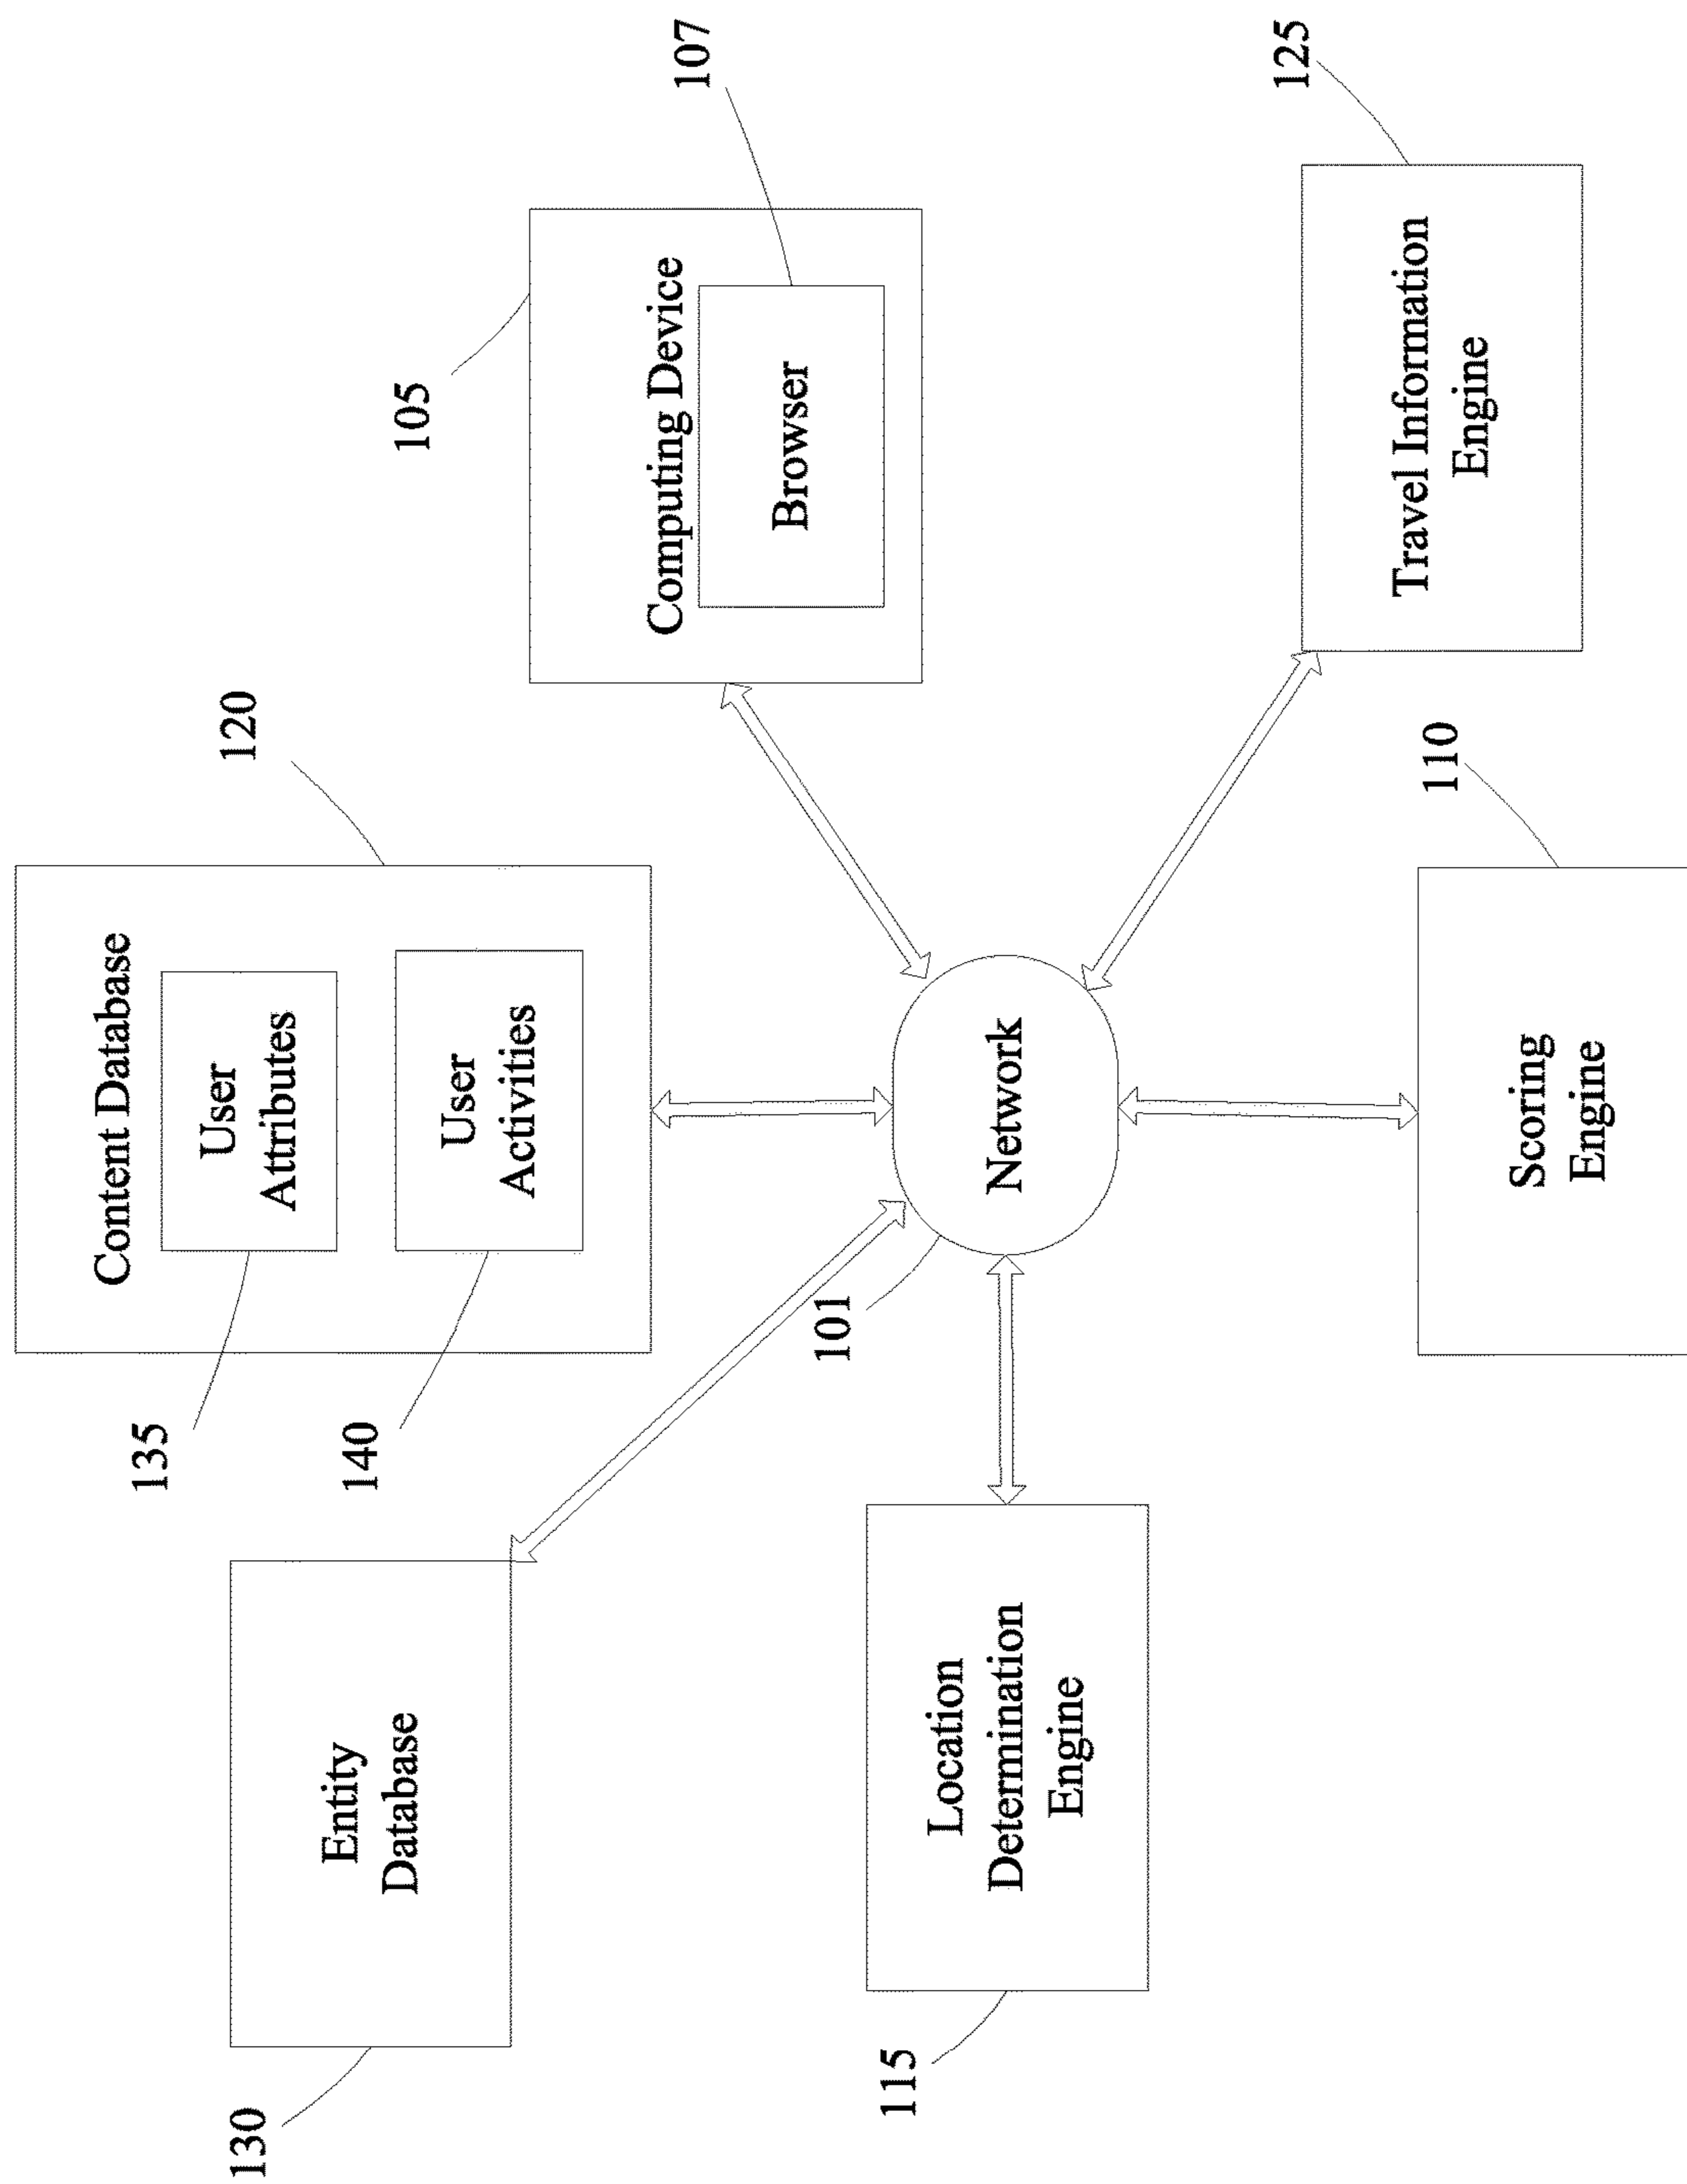 130
Entity
Database
135
140
Content Database
User
Attributes
User
Activities
120
105
Computing Device
Browser
107
115
Location
Determination
Engine
101
Network
Scoring
Engine
110
Travel Information
Engine
125